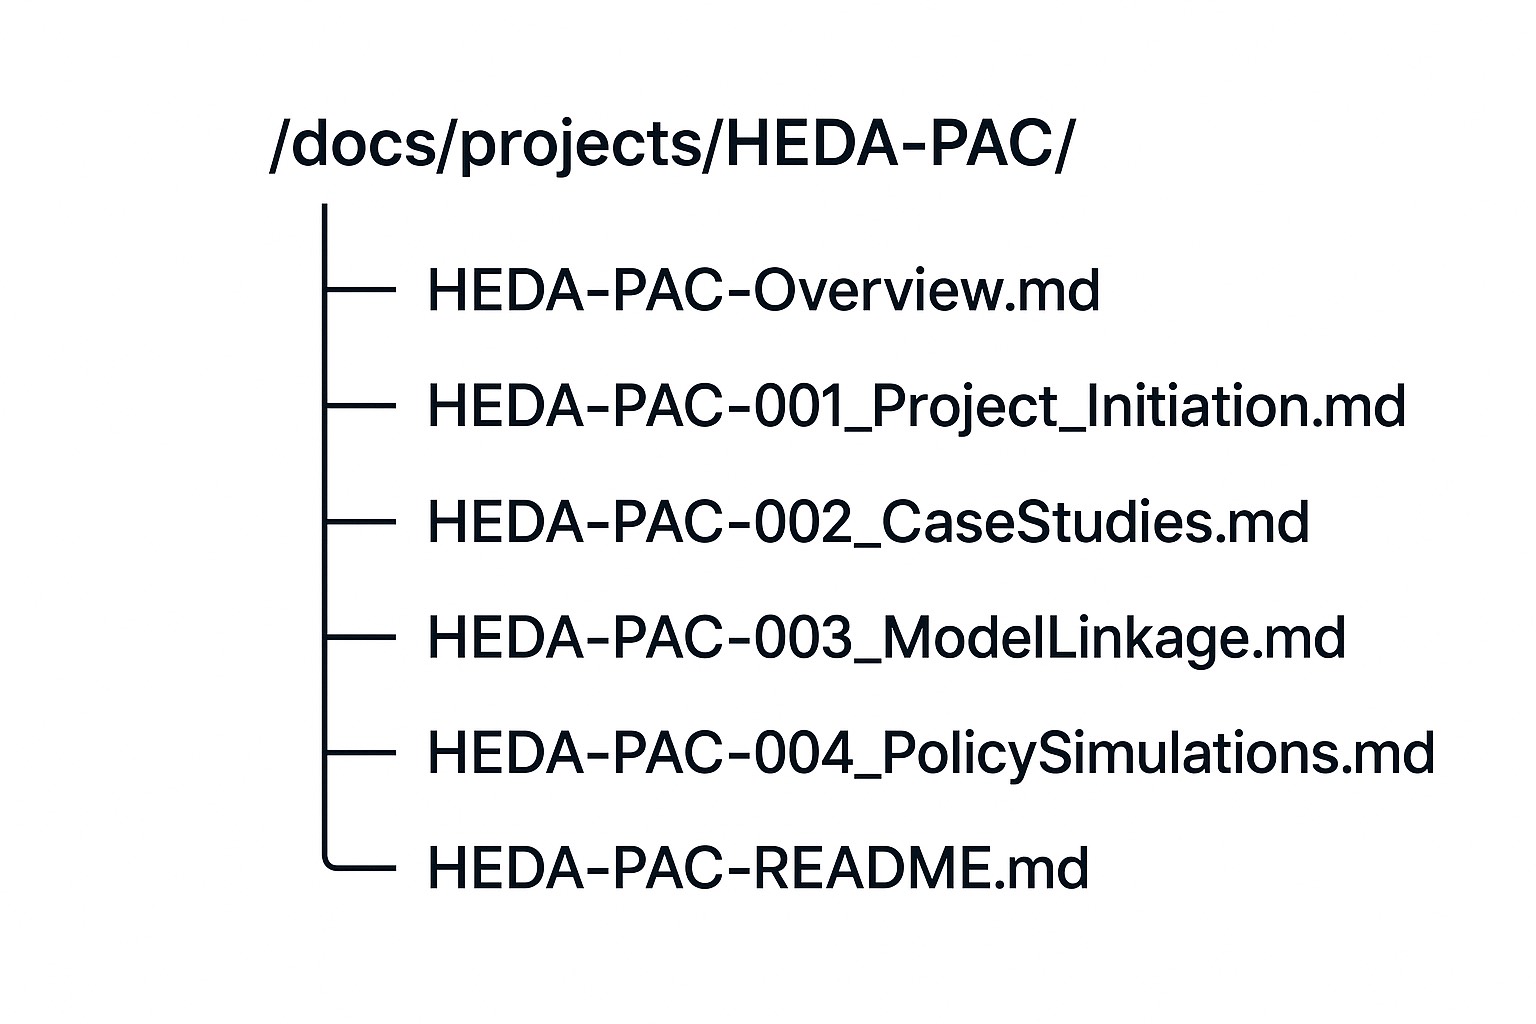 /docs/projects/HEDA-PAC/
HEDA-PAC-Overview.md
HEDA-PAC-001_Project_Initiation.md
HEDA-PAC-002_CaseStudies.md
HEDA-PAC-003_ModelLinkage.md
HEDA-PAC-004_PolicySimulations.md
HEDA-PAC-README.md